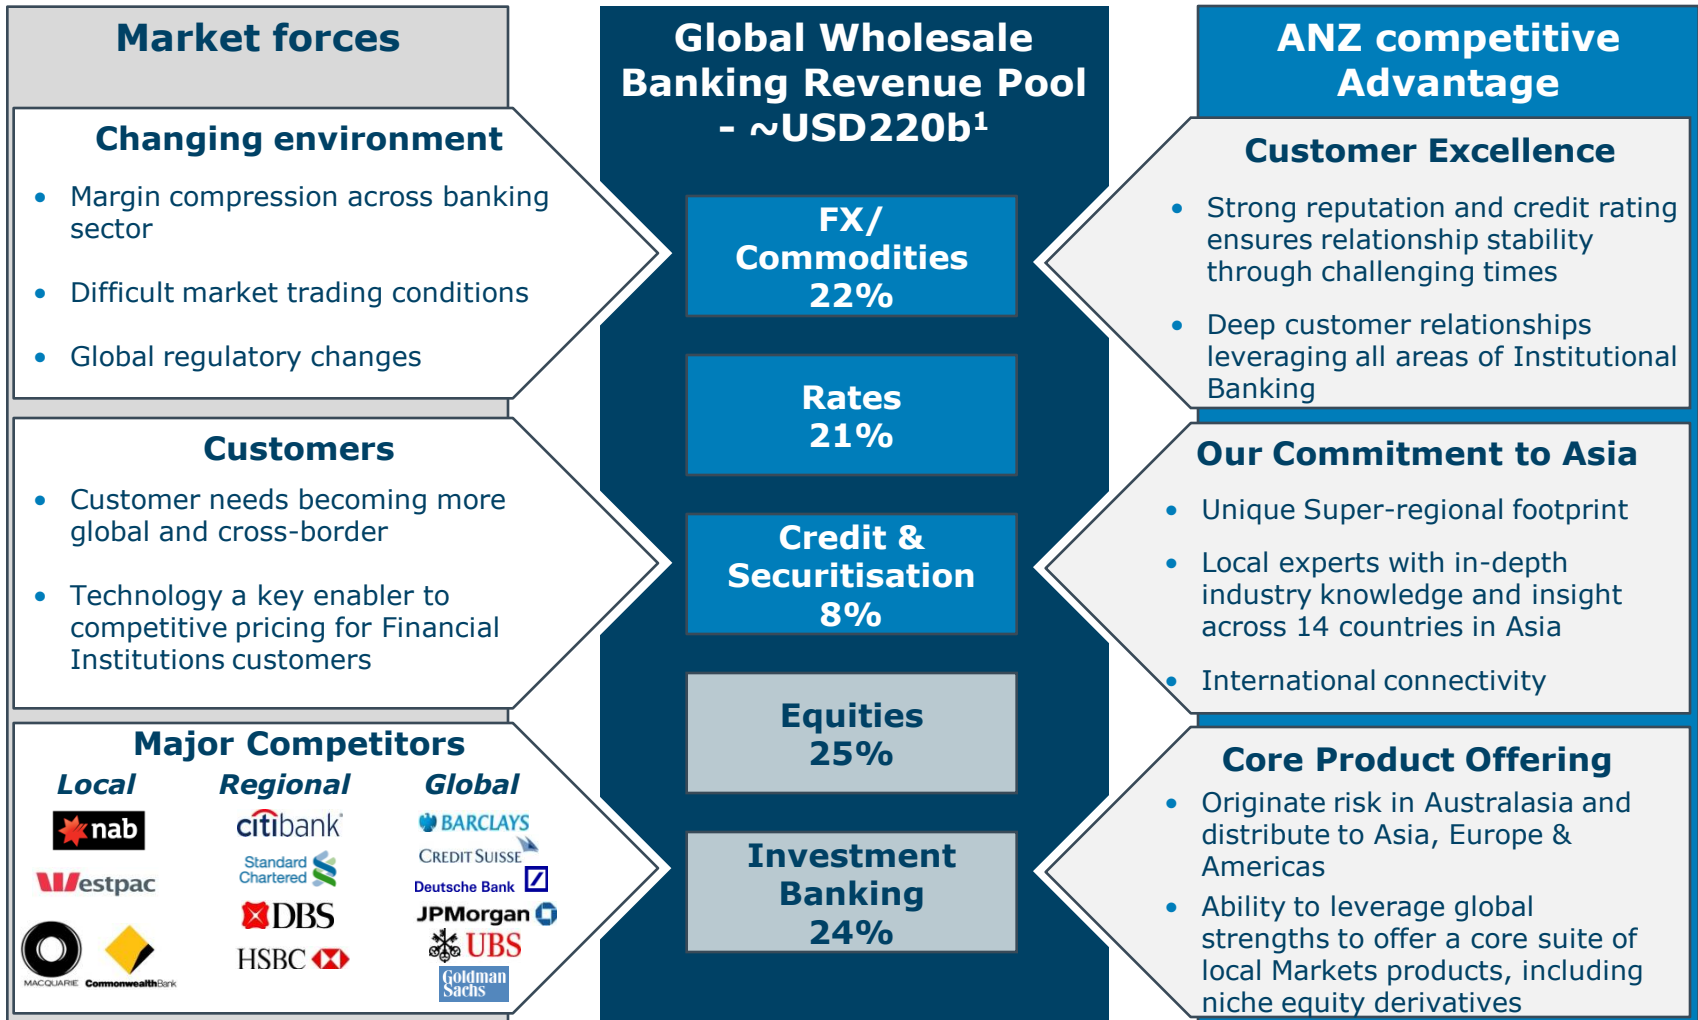 Market forces
Changing environment
• Margin compression across banking
sector
• Difficult market trading conditions
• Global regulatory changes
Customers
• Customer needs becoming more
global and cross-border
• Technology a key enabler to
competitive pricing for Financial
Institutions customers
Major Competitors
Local
nab
Westpac
MACQUARIE
CommonwealthBank
Regional
citibank
Standard
Chartered
DBS
HSBC
Global
BARCLAYS
CREDIT SUISSE
Deutsche Bank
JPMorgan
UBS
Goldman
Sachs
Global Wholesale
Banking Revenue Pool
- ~USD220b¹
FX/
Commodities
22%
Rates
21%
Credit &
Securitisation
8%
Equities
25%
Investment
Banking
24%
ANZ competitive
Advantage
Customer Excellence
• Strong reputation and credit rating
ensures relationship stability
through challenging times
• Deep customer relationships
leveraging all areas of Institutional
Banking
Our Commitment to Asia
• Unique Super-regional footprint
• Local experts with in-depth
industry knowledge and insight
across 14 countries in Asia
• International connectivity
Core Product Offering
• Originate risk in Australasia and
distribute to Asia, Europe &
Americas
• Ability to leverage global
strengths to offer a core suite of
local Markets products, including
niche equity derivatives